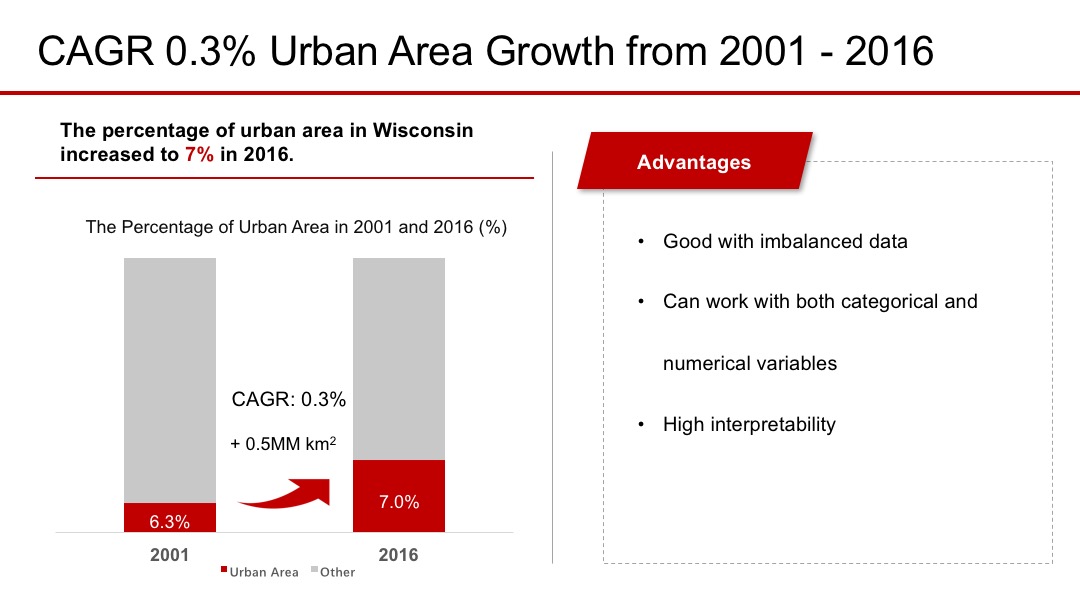 CAGR 0.3% Urban Area Growth from 2001 - 2016
The percentage of urban area in Wisconsin
increased to 7% in 2016.
The Percentage of Urban Area in 2001 and 2016 (%)
CAGR: 0.3%
+ 0.5MM km²
6.3%
7.0%
2001
2016
Urban Area
Other
Advantages
• Good with imbalanced data
• Can work with both categorical and
numerical variables
• High interpretability